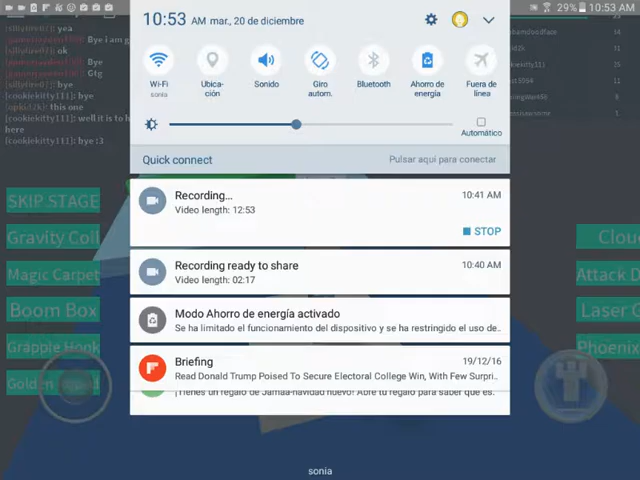 29% 10:53 AM
10:53 AM mar., 20 de diciembre
Wi-Fi
sonia
Ubica-
ción
Sonido
Giro
autom.
Bluetooth
Ahorro de
energía
Fuera de
línea
Automático
Quick connect
Pulsar aquí para conectar
Recording...
10:41 AM
Video length: 12:53
STOP
Recording ready to share
10:40 AM
Video length: 02:17
Modo Ahorro de energía activado
Se ha limitado el funcionamiento del dispositivo y se ha restringido el uso de..
Briefing
19/12/16
Read Donald Trump Poised To Secure Electoral College Win, With Few Surpri..
¡Tienes un regalo de Jamaa-navidad nuevo! Abre tu regalo para saber qué es.
sonia
yea
Bye i am g
ok
Bye
Gtg
bye
[cookiekitty111]: bye
this one
[cookiekitty111]: well it is to h
here
[cookiekitty111]: bye :3
SKIP STAGE
Gravity Coil
Magic Carpet
Boom Box
Grapple Honk
Golden
Cloud
Attack D
Laser G
Phoenix